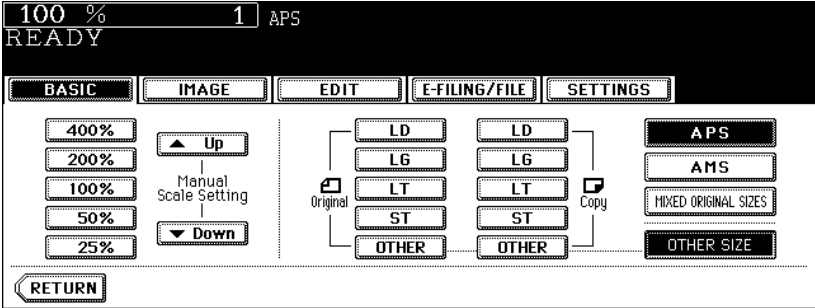 100 % 1 APS
READY
BASIC IMAGE EDIT E-FILING/FILE SETTINGS
400% Up LD LD APS
200% LG LG AMS
100% Manual Scale Setting Original LT LT Copy MIXED ORIGINAL SIZES
50% Down ST ST
25% OTHER OTHER OTHER SIZE
RETURN